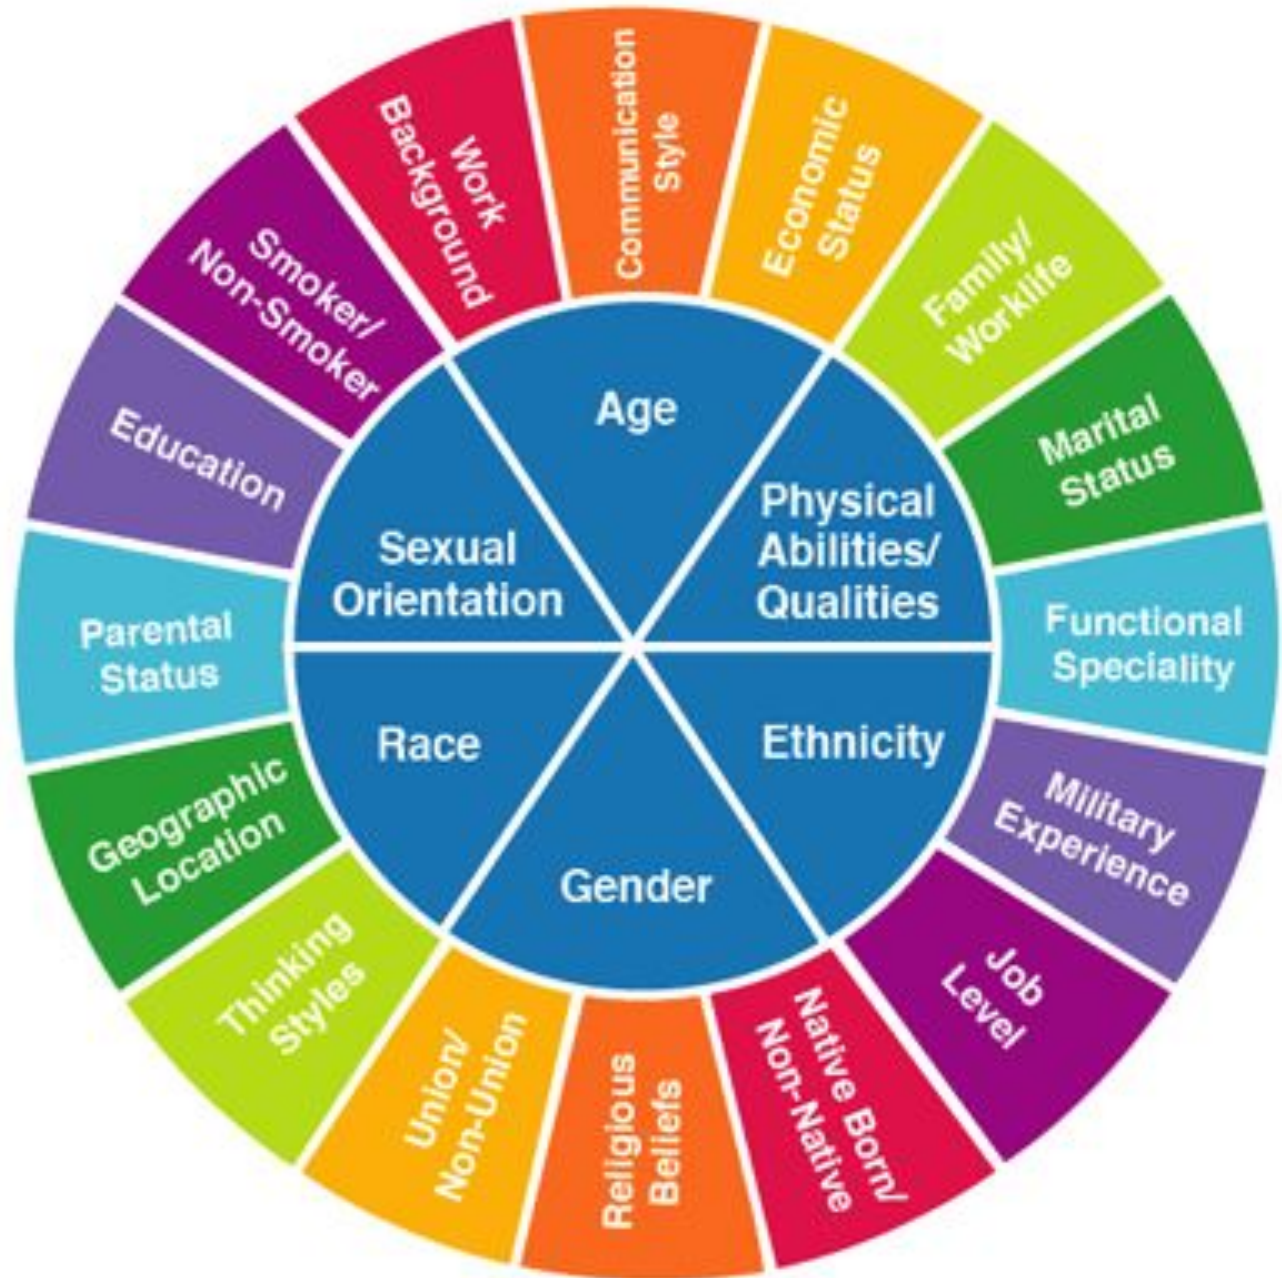 Communication
Style
Economic
Status
Family/
Worklife
Marital
Status
Functional
Speciality
Military
Experience
Job
Level
Native Born/
Non-Native
Religious
Beliefs
Union/
Non-Union
Thinking
Styles
Geographic
Location
Parental
Status
Education
Smoker/
Non-Smoker
Work
Background
Age
Physical
Abilities/
Qualities
Ethnicity
Gender
Race
Sexual
Orientation